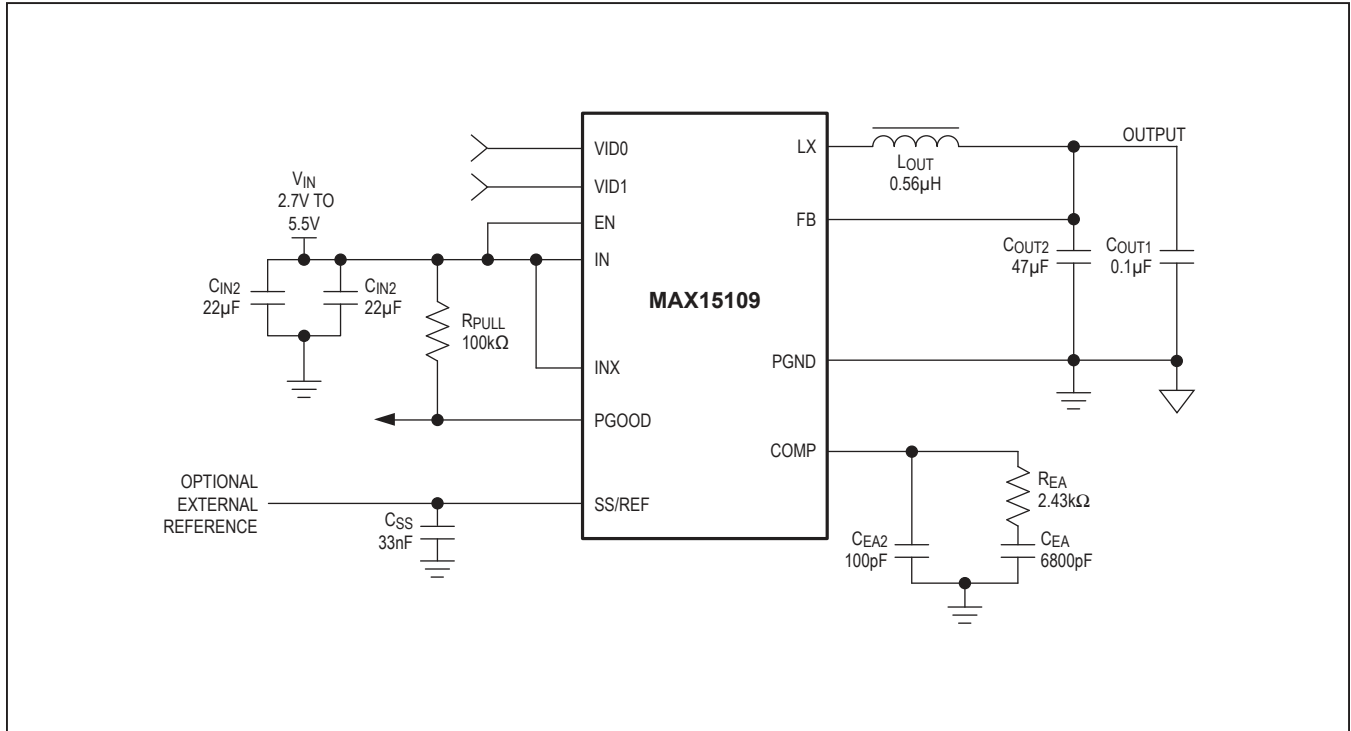 VID0
VID1
EN
IN
INX
PGOOD
SS/REF
MAX15109
LX
FB
PGND
COMP
VIN
2.7V TO
5.5V
CIN2
22µF
CIN2
22µF
RPULL
100kΩ
OPTIONAL
EXTERNAL
REFERENCE
CSS
33nF
LOUT
0.56µH
OUTPUT
COUT2
47µF
COUT1
0.1µF
REA
2.43kΩ
CEA2
100pF
CEA
6800pF